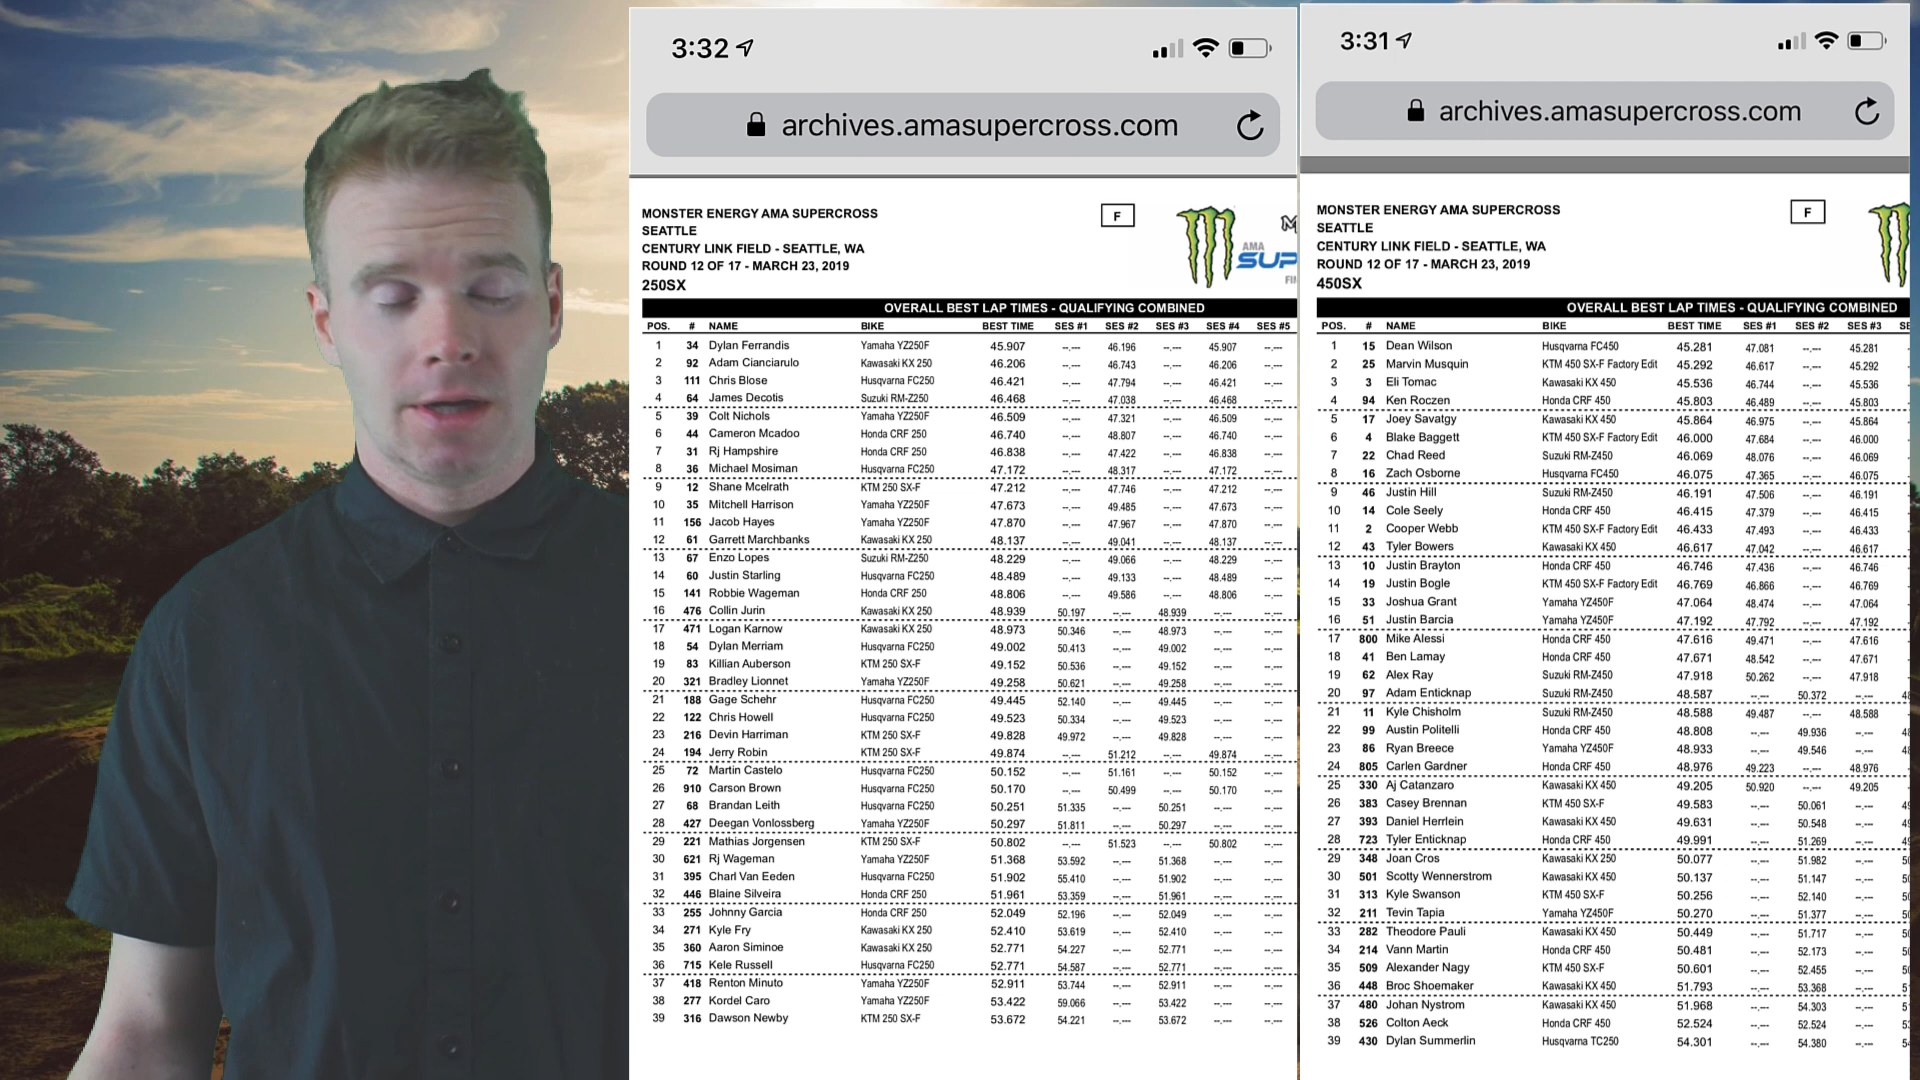 3:32
archives.amasupercross.com
MONSTER ENERGY AMA SUPERCROSS
SEATTLE
CENTURY LINK FIELD - SEATTLE, WA
ROUND 12 OF 17 - MARCH 23, 2019
250SX
F
AMA
SUP
OVERALL BEST LAP TIMES - QUALIFYING COMBINED
POS. # NAME BIKE BEST TIME SES #1 SES #2 SES #3 SES #4 SES #5
1 34 Dylan Ferrandis Yamaha YZ250F 45.907 --.--- 46.196 --.--- 45.907 --.---
2 92 Adam Cianciarulo Kawasaki KX 250 46.206 --.--- 46.743 --.--- 46.206 --.---
3 111 Chris Blose Husqvarna FC250 46.421 --.--- 47.794 --.--- 46.421 --.---
4 64 James Decotis Suzuki RM-Z250 46.468 --.--- 47.038 --.--- 46.468 --.---
5 39 Colt Nichols Yamaha YZ250F 46.509 --.--- 47.321 --.--- 46.509 --.---
6 44 Cameron Mcadoo Honda CRF 250 46.740 --.--- 48.807 --.--- 46.740 --.---
7 31 Rj Hampshire Honda CRF 250 46.838 --.--- 47.422 --.--- 46.838 --.---
8 36 Michael Mosiman Husqvarna FC250 47.172 --.--- 48.317 --.--- 47.172 --.---
9 12 Shane Mcelrath KTM 250 SX-F 47.212 --.--- 47.746 --.--- 47.212 --.---
10 35 Mitchell Harrison Yamaha YZ250F 47.673 --.--- 49.485 --.--- 47.673 --.---
11 156 Jacob Hayes Yamaha YZ250F 47.870 --.--- 47.967 --.--- 47.870 --.---
12 61 Garrett Marchbanks Kawasaki KX 250 48.137 --.--- 49.041 --.--- 48.137 --.---
13 67 Enzo Lopes Suzuki RM-Z250 48.229 --.--- 49.066 --.--- 48.229 --.---
14 60 Justin Starling Husqvarna FC250 48.489 --.--- 49.133 --.--- 48.489 --.---
15 141 Robbie Wageman Honda CRF 250 48.806 --.--- 49.586 --.--- 48.806 --.---
16 476 Collin Jurin Kawasaki KX 250 48.939 50.197 --.--- 48.939 --.--- --.---
17 471 Logan Karnow Kawasaki KX 250 48.973 50.346 --.--- 48.973 --.--- --.---
18 54 Dylan Merriam Husqvarna FC250 49.002 50.413 --.--- 49.002 --.--- --.---
19 83 Killian Auberson KTM 250 SX-F 49.152 50.536 --.--- 49.152 --.--- --.---
20 321 Bradley Lionnet Yamaha YZ250F 49.258 50.621 --.--- 49.258 --.--- --.---
21 188 Gage Schehr Husqvarna FC250 49.445 52.140 --.--- 49.445 --.--- --.---
22 122 Chris Howell Husqvarna FC250 49.523 50.334 --.--- 49.523 --.--- --.---
23 216 Devin Harriman KTM 250 SX-F 49.828 49.972 --.--- 49.828 --.--- --.---
24 194 Jerry Robin KTM 250 SX-F 49.874 --.--- 51.212 --.--- 49.874 --.---
25 72 Martin Castelo Husqvarna FC250 50.152 --.--- 51.161 --.--- 50.152 --.---
26 910 Carson Brown Husqvarna FC250 50.170 --.--- 50.499 --.--- 50.170 --.---
27 68 Brandan Leith Husqvarna FC250 50.251 51.335 --.--- 50.251 --.--- --.---
28 427 Deegan Vonlossberg Yamaha YZ250F 50.297 51.811 --.--- 50.297 --.--- --.---
29 221 Mathias Jorgensen KTM 250 SX-F 50.802 --.--- 51.523 --.--- 50.802 --.---
30 621 Rj Wageman Yamaha YZ250F 51.368 53.592 --.--- 51.368 --.--- --.---
31 395 Charl Van Eeden Husqvarna FC250 51.902 55.410 --.--- 51.902 --.--- --.---
32 446 Blaine Silveira Honda CRF 250 51.961 53.359 --.--- 51.961 --.--- --.---
33 255 Johnny Garcia Honda CRF 250 52.049 52.196 --.--- 52.049 --.--- --.---
34 271 Kyle Fry Kawasaki KX 250 52.410 53.619 --.--- 52.410 --.--- --.---
35 360 Aaron Siminoe Kawasaki KX 250 52.771 54.227 --.--- 52.771 --.--- --.---
36 715 Kele Russell Husqvarna FC250 52.771 54.587 --.--- 52.771 --.--- --.---
37 418 Renton Minuto Yamaha YZ250F 52.911 53.744 --.--- 52.911 --.--- --.---
38 277 Kordel Caro Yamaha YZ250F 53.422 59.066 --.--- 53.422 --.--- --.---
39 316 Dawson Newby KTM 250 SX-F 53.672 54.221 --.--- 53.672 --.--- --.---
3:31
archives.amasupercross.com
MONSTER ENERGY AMA SUPERCROSS
SEATTLE
CENTURY LINK FIELD - SEATTLE, WA
ROUND 12 OF 17 - MARCH 23, 2019
450SX
F
OVERALL BEST LAP TIMES - QUALIFYING COMBINED
POS. # NAME BIKE BEST TIME SES #1 SES #2 SES #3 SE
1 15 Dean Wilson Husqvarna FC450 45.281 47.081 --.--- 45.281
2 25 Marvin Musquin KTM 450 SX-F Factory Edit 45.292 46.617 --.--- 45.292
3 3 Eli Tomac Kawasaki KX 450 45.536 46.744 --.--- 45.536
4 94 Ken Roczen Honda CRF 450 45.803 46.489 --.--- 45.803
5 17 Joey Savatgy Kawasaki KX 450 45.864 46.975 --.--- 45.864
6 4 Blake Baggett KTM 450 SX-F Factory Edit 46.000 47.684 --.--- 46.000
7 22 Chad Reed Suzuki RM-Z450 46.069 48.076 --.--- 46.069
8 16 Zach Osborne Husqvarna FC450 46.075 47.365 --.--- 46.075
9 46 Justin Hill Suzuki RM-Z450 46.191 47.506 --.--- 46.191
10 14 Cole Seely Honda CRF 450 46.415 47.379 --.--- 46.415
11 2 Cooper Webb KTM 450 SX-F Factory Edit 46.433 47.493 --.--- 46.433
12 43 Tyler Bowers Kawasaki KX 450 46.617 47.042 --.--- 46.617
13 10 Justin Brayton Honda CRF 450 46.746 47.436 --.--- 46.746
14 19 Justin Bogle KTM 450 SX-F Factory Edit 46.769 46.866 --.--- 46.769
15 33 Joshua Grant Yamaha YZ450F 47.064 48.474 --.--- 47.064
16 51 Justin Barcia Yamaha YZ450F 47.192 47.792 --.--- 47.192
17 800 Mike Alessi Honda CRF 450 47.616 49.471 --.--- 47.616
18 41 Ben Lamay Honda CRF 450 47.671 48.542 --.--- 47.671
19 62 Alex Ray Suzuki RM-Z450 47.918 50.262 --.--- 47.918
20 97 Adam Enticknap Suzuki RM-Z450 48.587 --.--- 50.372 --.--- 48
21 11 Kyle Chisholm Suzuki RM-Z450 48.588 49.487 --.--- 48.588
22 99 Austin Politelli Honda CRF 450 48.808 --.--- 49.936 --.--- 48
23 86 Ryan Breece Yamaha YZ450F 48.933 --.--- 49.546 --.--- 48
24 805 Carlen Gardner Honda CRF 450 48.976 49.223 --.--- 48.976
25 330 Aj Catanzaro Kawasaki KX 450 49.205 50.920 --.--- 49.205
26 383 Casey Brennan KTM 450 SX-F 49.583 --.--- 50.061 --.--- 49
27 393 Daniel Herrlein Kawasaki KX 450 49.631 --.--- 50.548 --.--- 49
28 723 Tyler Enticknap Honda CRF 450 49.991 --.--- 51.269 --.--- 49
29 348 Joan Cros Kawasaki KX 250 50.077 --.--- 51.982 --.--- 50
30 501 Scotty Wennerstrom Kawasaki KX 450 50.137 --.--- 51.147 --.--- 50
31 313 Kyle Swanson KTM 450 SX-F 50.256 --.--- 52.140 --.--- 50
32 211 Tevin Tapia Yamaha YZ450F 50.270 --.--- 51.377 --.--- 50
33 282 Theodore Pauli Kawasaki KX 450 50.449 --.--- 51.717 --.--- 50
34 214 Vann Martin Honda CRF 450 50.481 --.--- 52.173 --.--- 50
35 509 Alexander Nagy KTM 450 SX-F 50.601 --.--- 52.455 --.--- 50
36 448 Broc Shoemaker Kawasaki KX 450 51.793 --.--- 53.368 --.--- 51
37 480 Johan Nystrom Kawasaki KX 450 51.968 --.--- 54.303 --.--- 51
38 526 Colton Aeck Honda CRF 450 52.524 --.--- 52.524 --.--- 53
39 430 Dylan Summerlin Husqvarna TC250 54.301 --.--- 54.380 --.--- 54